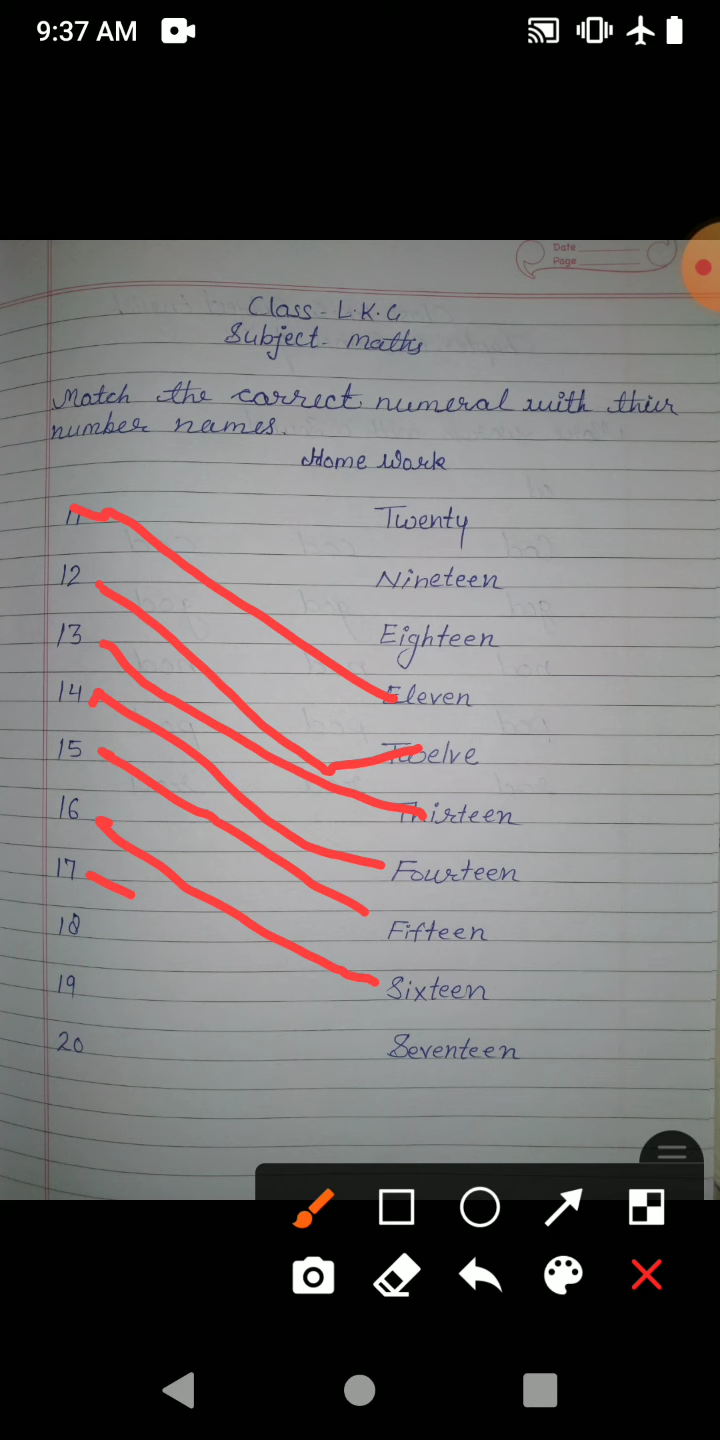 9:37 AM
Date
Page
Class - L.K.G
Subject - maths
Match the correct numeral with their
number names.
Home Work
11 Twenty
12 Nineteen
13 Eighteen
14 Eleven
15 Twelve
16 Thirteen
17 Fourteen
18 Fifteen
19 Sixteen
20 Seventeen